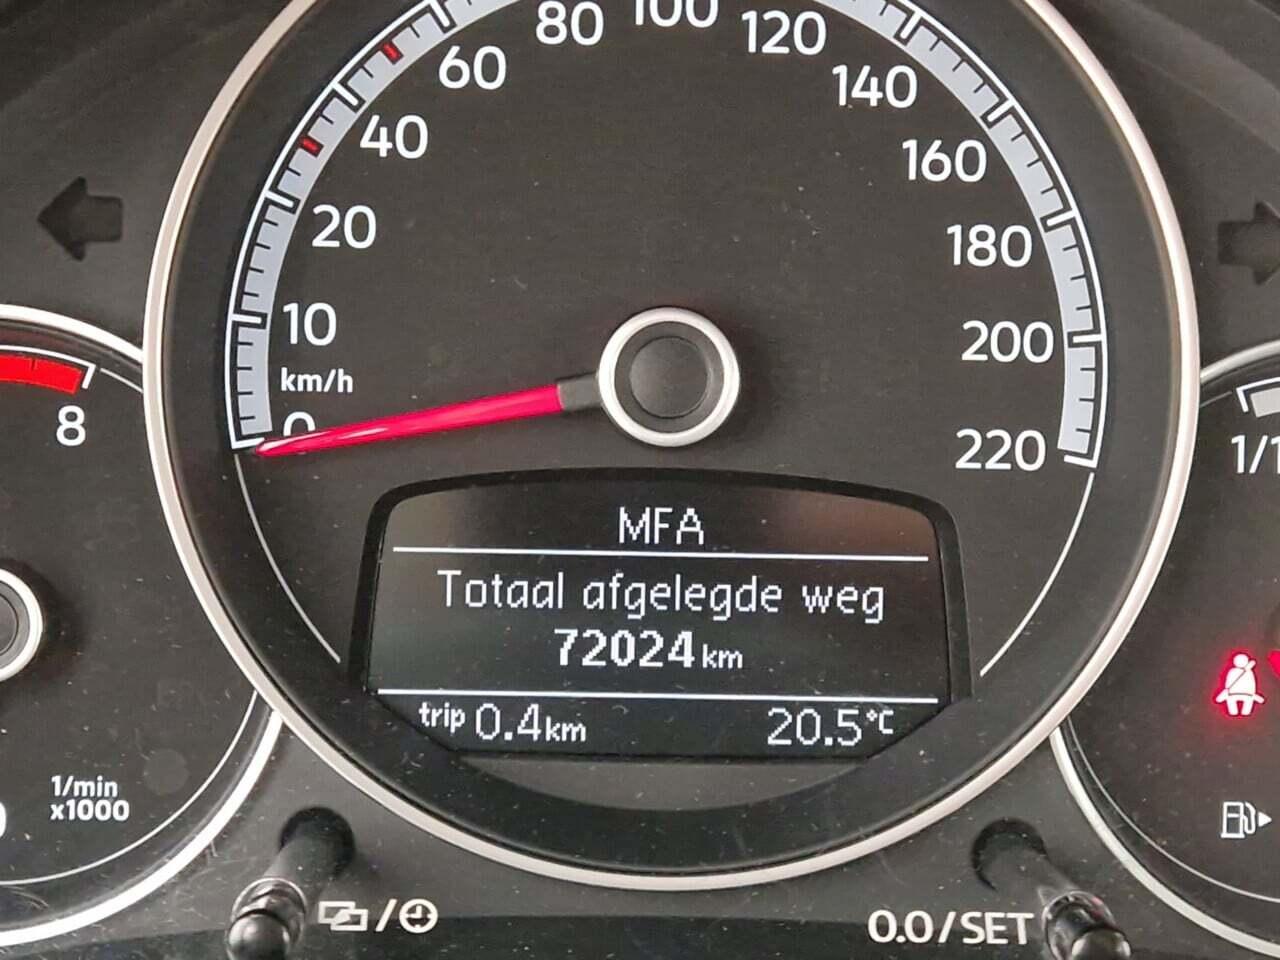 80 100 120
60 140
40 160
20 180
10 200
km/h
0 220
8
1/1
MFA
Totaal afgelegde weg
72024 km
trip 0.4 km 20.5 °C
1/min
x1000
0.0/SET